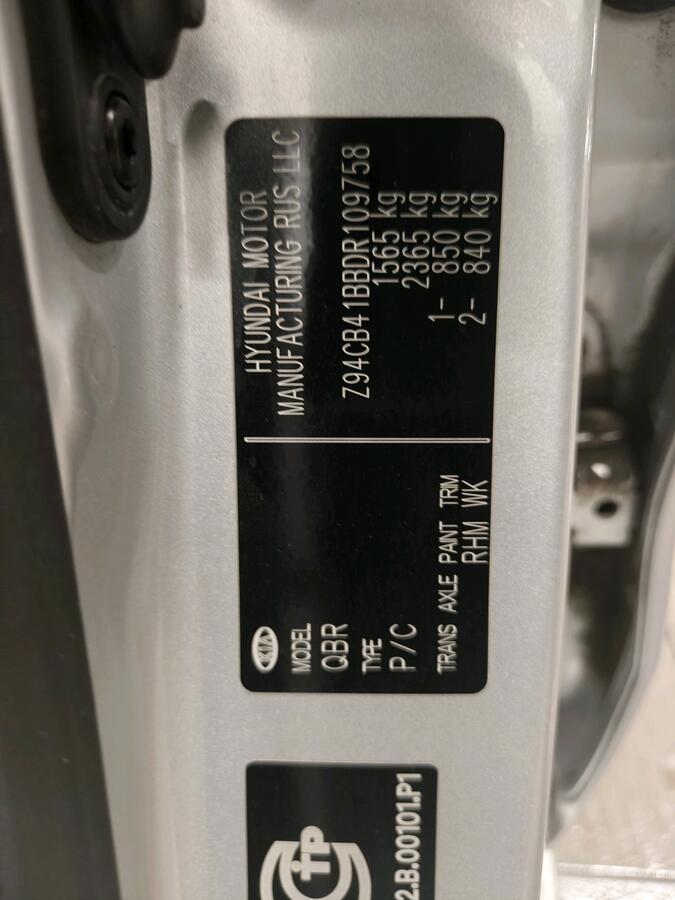 HYUNDAI MOTOR
MANUFACTURING RUS LLC
Z94CB41BBDR109758
1565 kg
2365 kg
1- 850 kg
2- 840 kg
KIA
MODEL
QBR
TYPE
P/C
TRANS AXLE PAINT TRIM
RHM WK
2.B.00101.P1